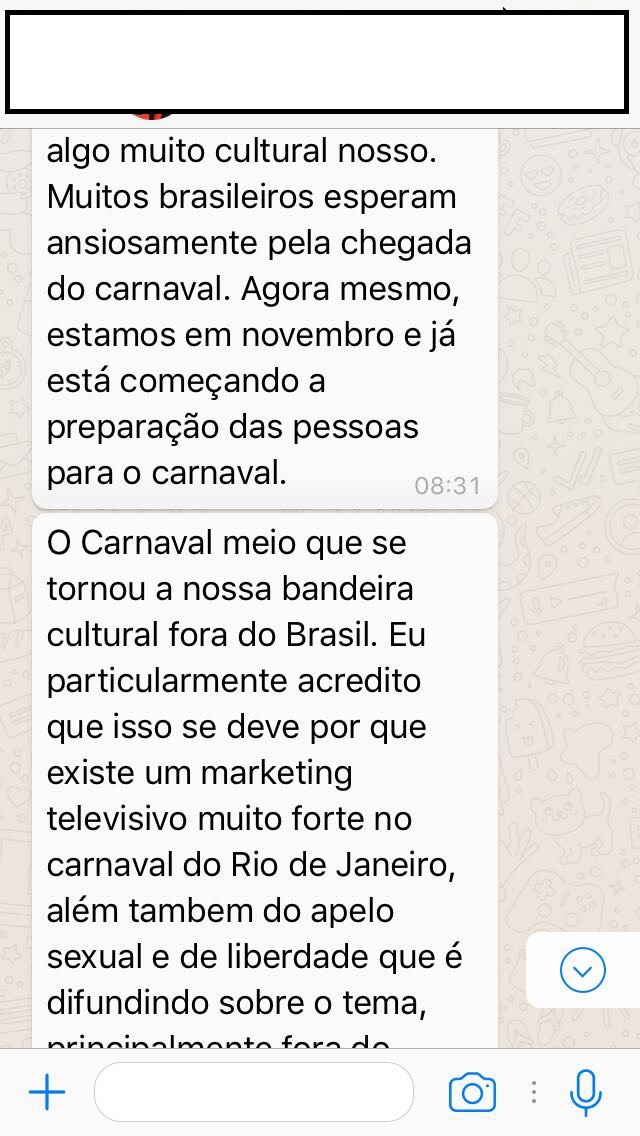 algo muito cultural nosso.
Muitos brasileiros esperam
ansiosamente pela chegada
do carnaval. Agora mesmo,
estamos em novembro e já
está começando a
preparação das pessoas
para o carnaval.
08:31
O Carnaval meio que se
tornou a nossa bandeira
cultural fora do Brasil. Eu
particularmente acredito
que isso se deve por que
existe um marketing
televisivo muito forte no
carnaval do Rio de Janeiro,
além tambem do apelo
sexual e de liberdade que é
difundindo sobre o tema,
principalmente fora do